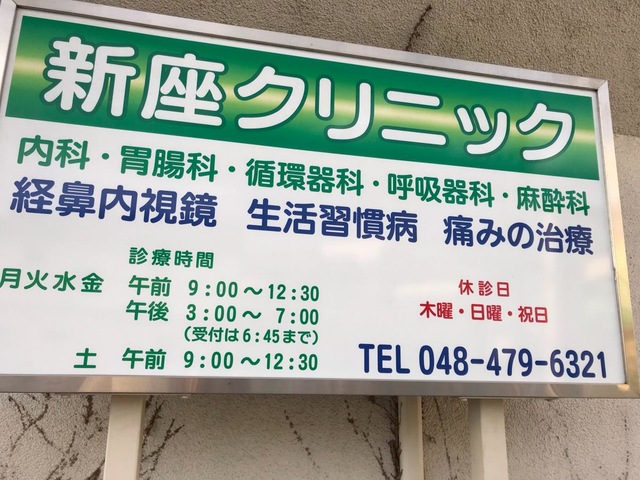 新座クリニック
内科・胃腸科・循環器科・呼吸器科・麻酔科
経鼻内視鏡 生活習慣病 痛みの治療
診療時間
月火水金 午前 9:00〜12:30
午後 3:00〜 7:00
(受付は6:45まで)
土 午前 9:00〜12:30
休診日
木曜・日曜・祝日
TEL 048-479-6321